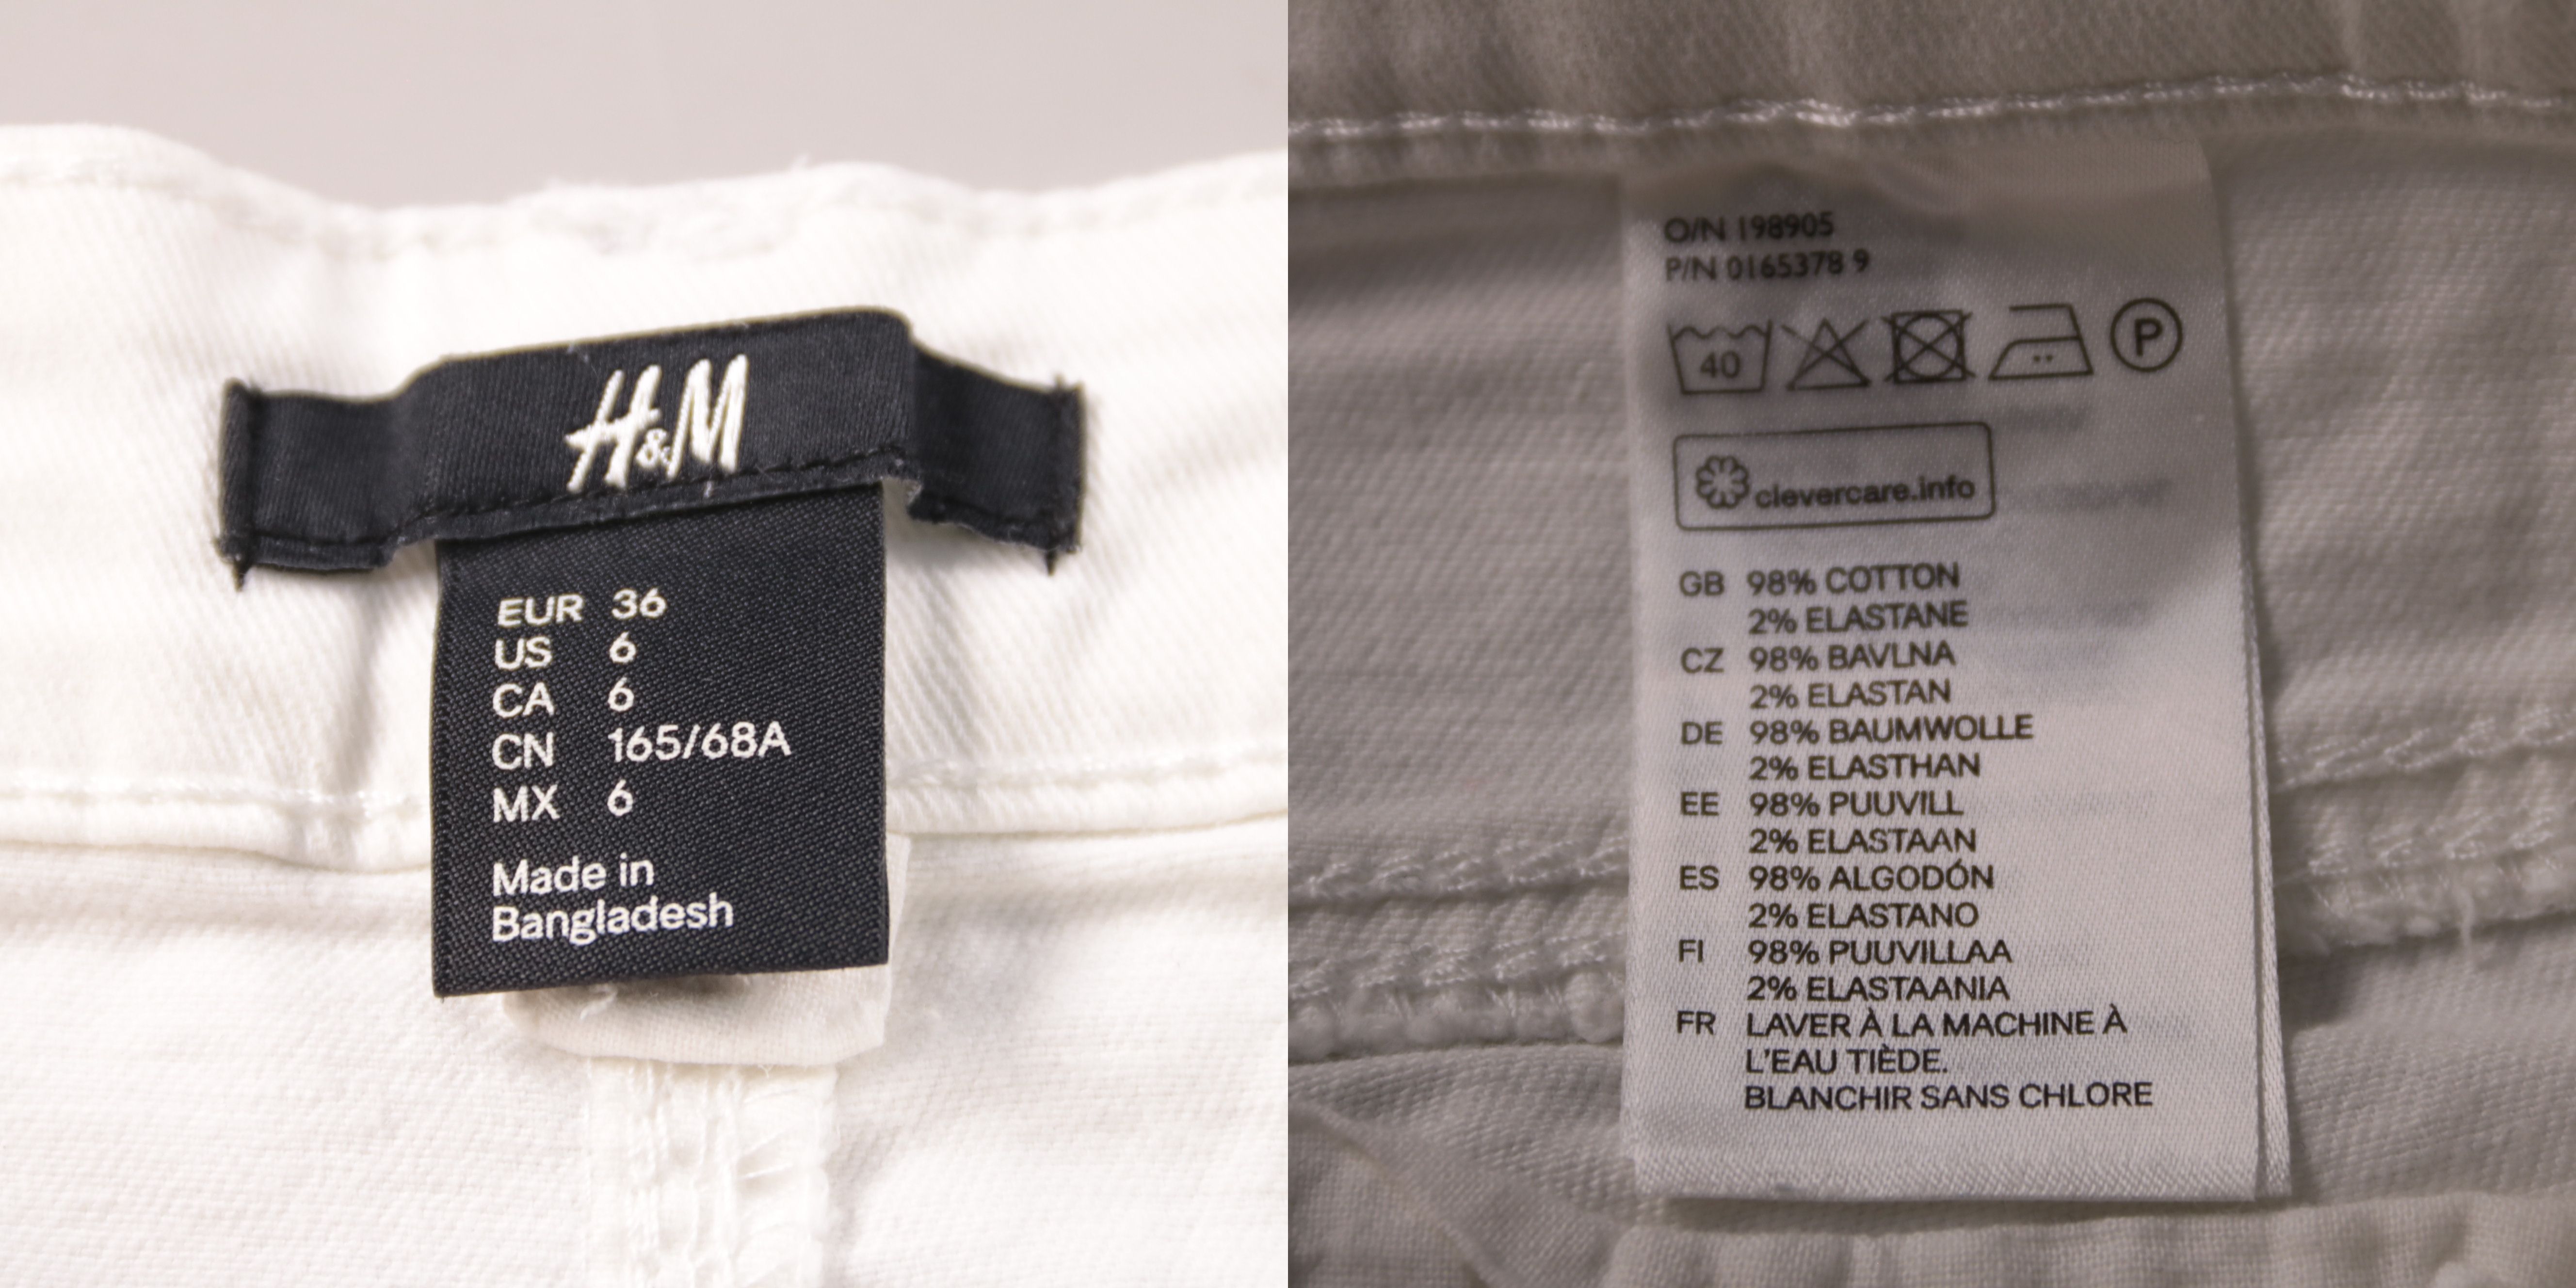 H&M
EUR 36
US 6
CA 6
CN 165/68A
MX 6
Made in
Bangladesh
O/N 198905
P/N 0165378 9
40 P
clevercare.info
GB 98% COTTON
2% ELASTANE
CZ 98% BAVLNA
2% ELASTAN
DE 98% BAUMWOLLE
2% ELASTHAN
EE 98% PUUVILL
2% ELASTAAN
ES 98% ALGODÓN
2% ELASTANO
FI 98% PUUVILLAA
2% ELASTAANIA
FR LAVER À LA MACHINE À
L'EAU TIÈDE.
BLANCHIR SANS CHLORE